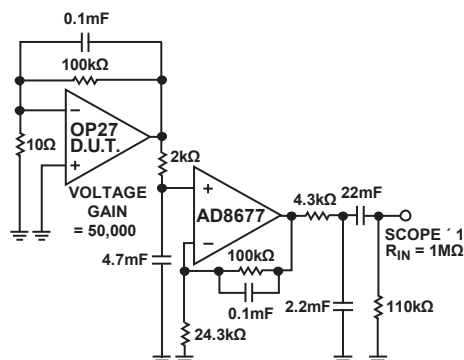 0.1mF
100kΩ
−
OP27
D.U.T.
+
10Ω
2kΩ
VOLTAGE
GAIN
= 50,000
+
AD8677
−
4.3kΩ
22mF
SCOPE ´ 1
RIN = 1MΩ
4.7mF
100kΩ
0.1mF
2.2mF
110kΩ
24.3kΩ